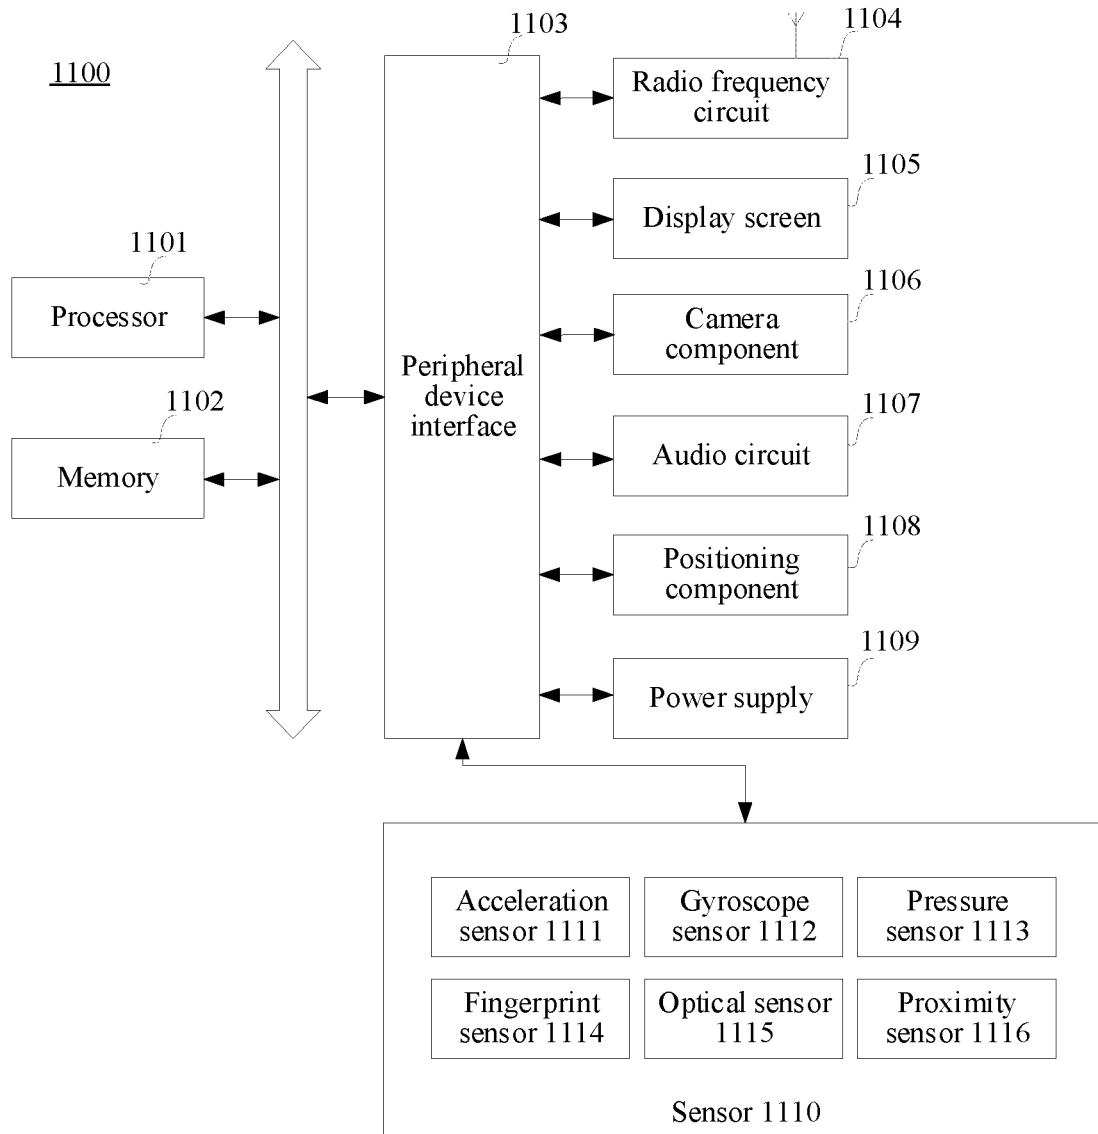 1100
1103
1104
Radio frequency
circuit
1105
Display screen
1101
Processor
1106
Camera
component
Peripheral
device
interface
1102
Memory
1107
Audio circuit
1108
Positioning
component
1109
Power supply
Acceleration
sensor 1111
Gyroscope
sensor 1112
Pressure
sensor 1113
Fingerprint
sensor 1114
Optical sensor
1115
Proximity
sensor 1116
Sensor 1110